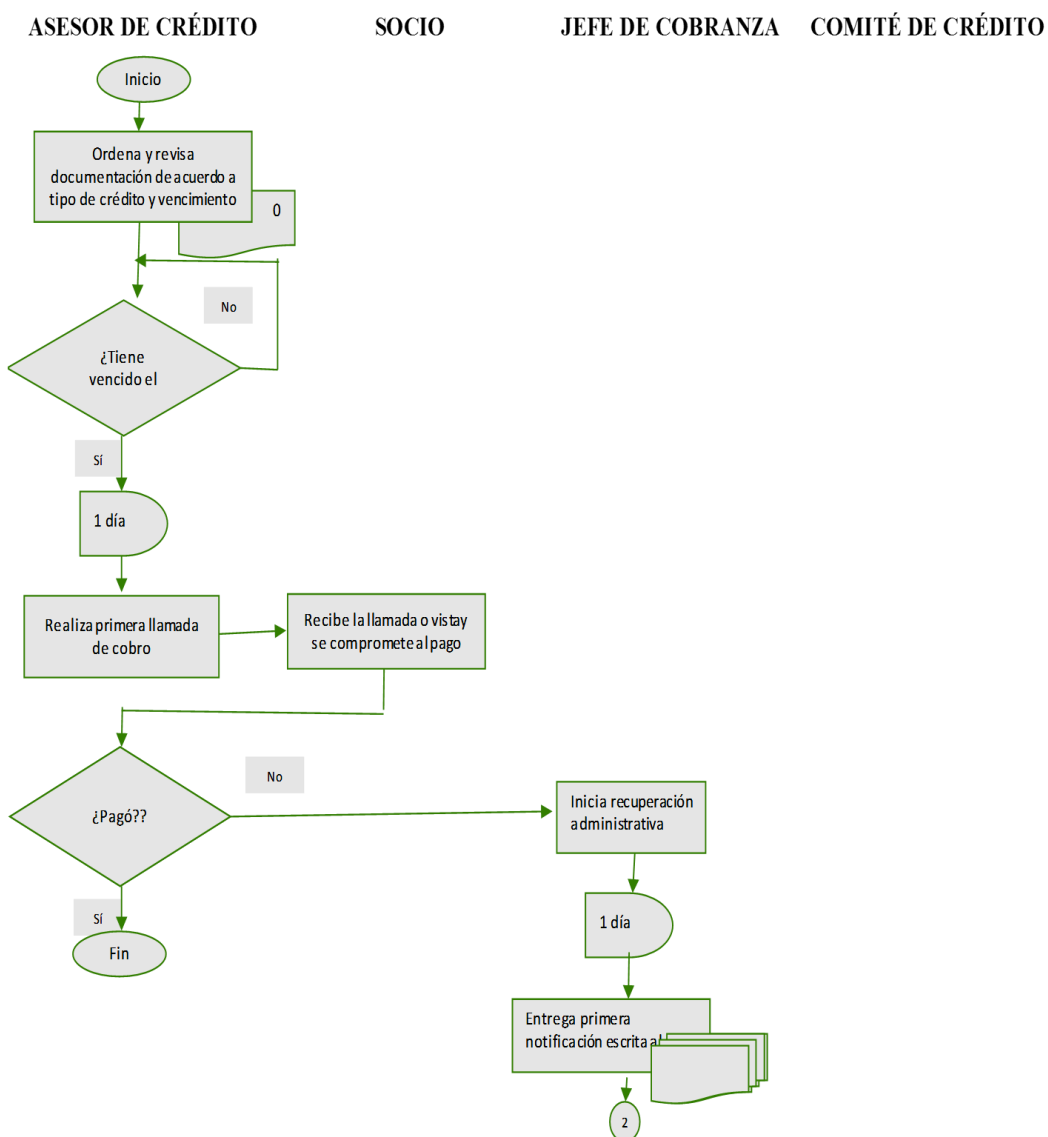 ASESOR DE CRÉDITO SOCIO JEFE DE COBRANZA COMITÉ DE CRÉDITO
Inicio
Ordena y revisa
documentación de acuerdo a
tipo de crédito y vencimiento
0
No
¿Tiene
vencido el
Sí
1 día
Realiza primera llamada
de cobro
Recibe la llamada o vista y
se compromete al pago
No
¿Pagó??
Inicia recuperación
administrativa
Sí
Fin
1 día
Entrega primera
notificación escrita al
2